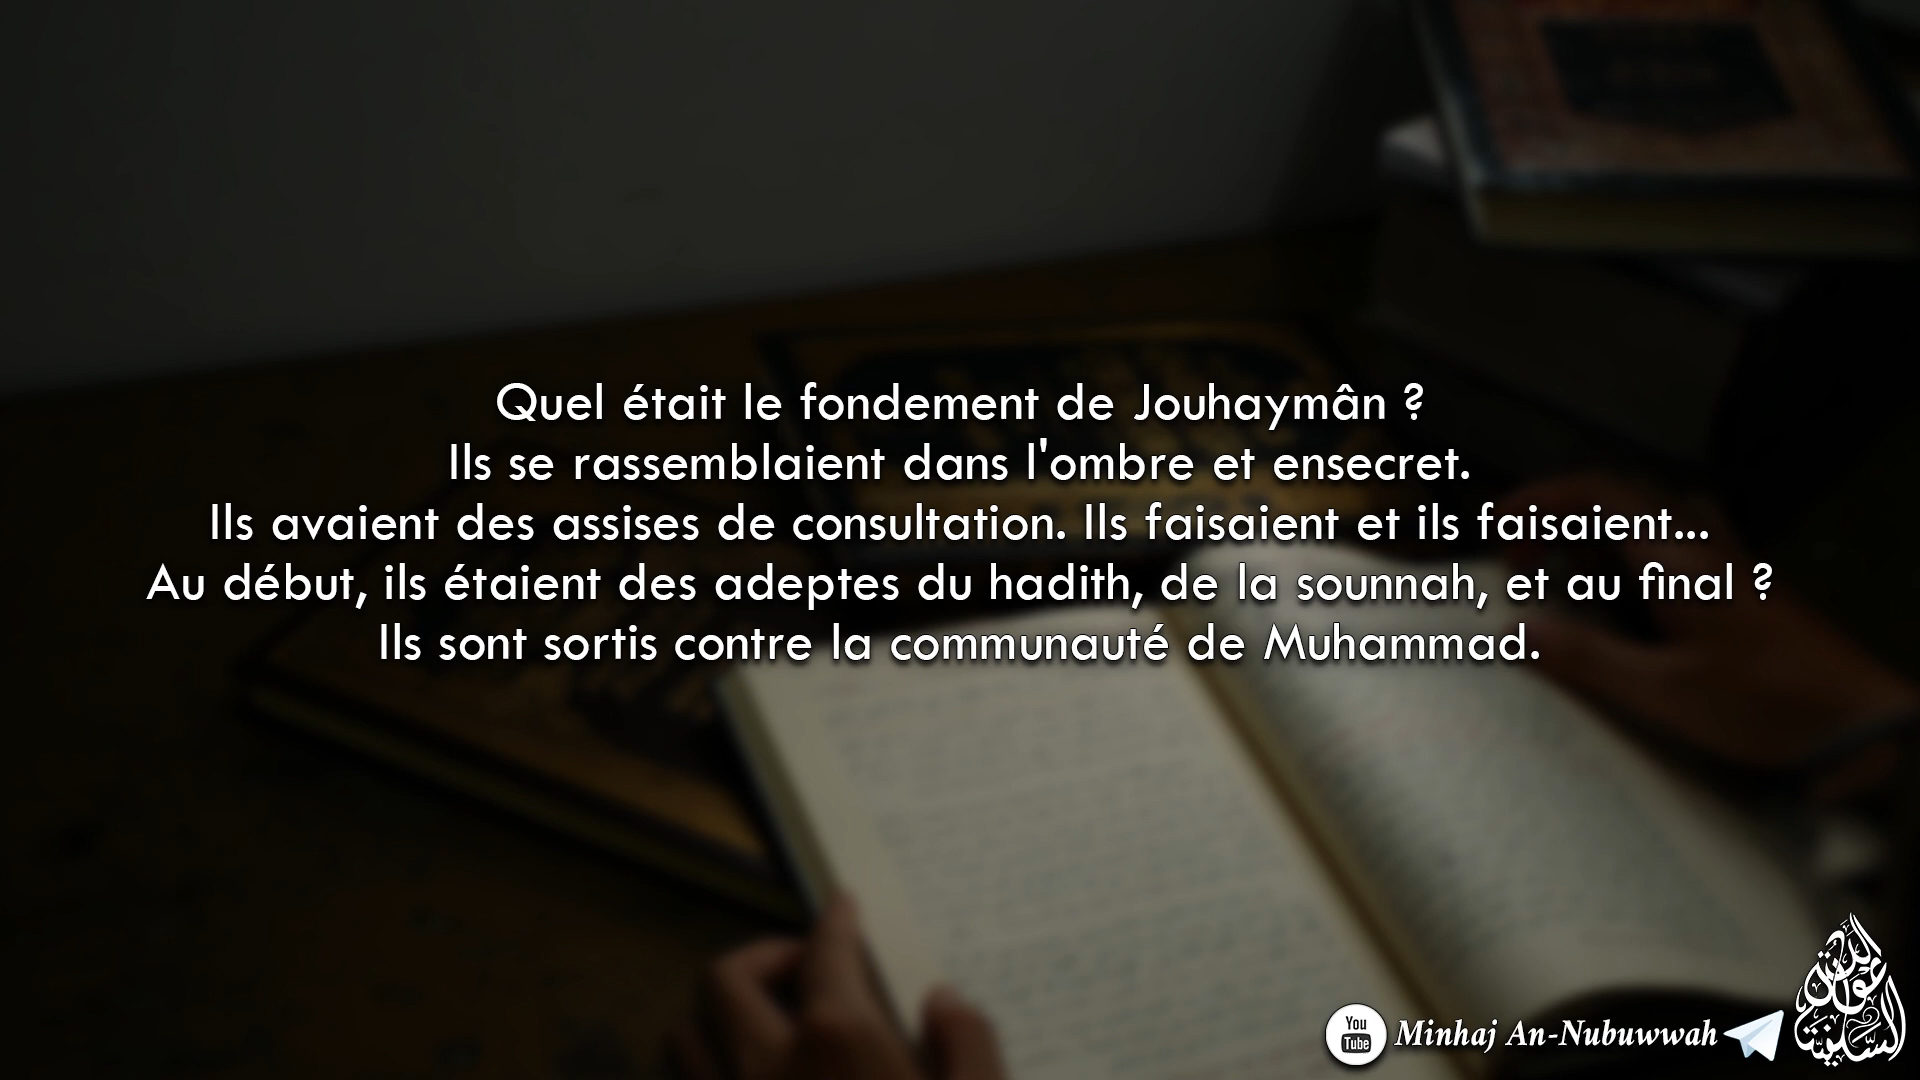 Quel était le fondement de Jouhaymân ?
Ils se rassemblaient dans l'ombre et ensecret.
Ils avaient des assises de consultation. Ils faisaient et ils faisaient...
Au début, ils étaient des adeptes du hadith, de la sounnah, et au final ?
Ils sont sortis contre la communauté de Muhammad.
You
Tube
Minhaj An-Nubuwwah